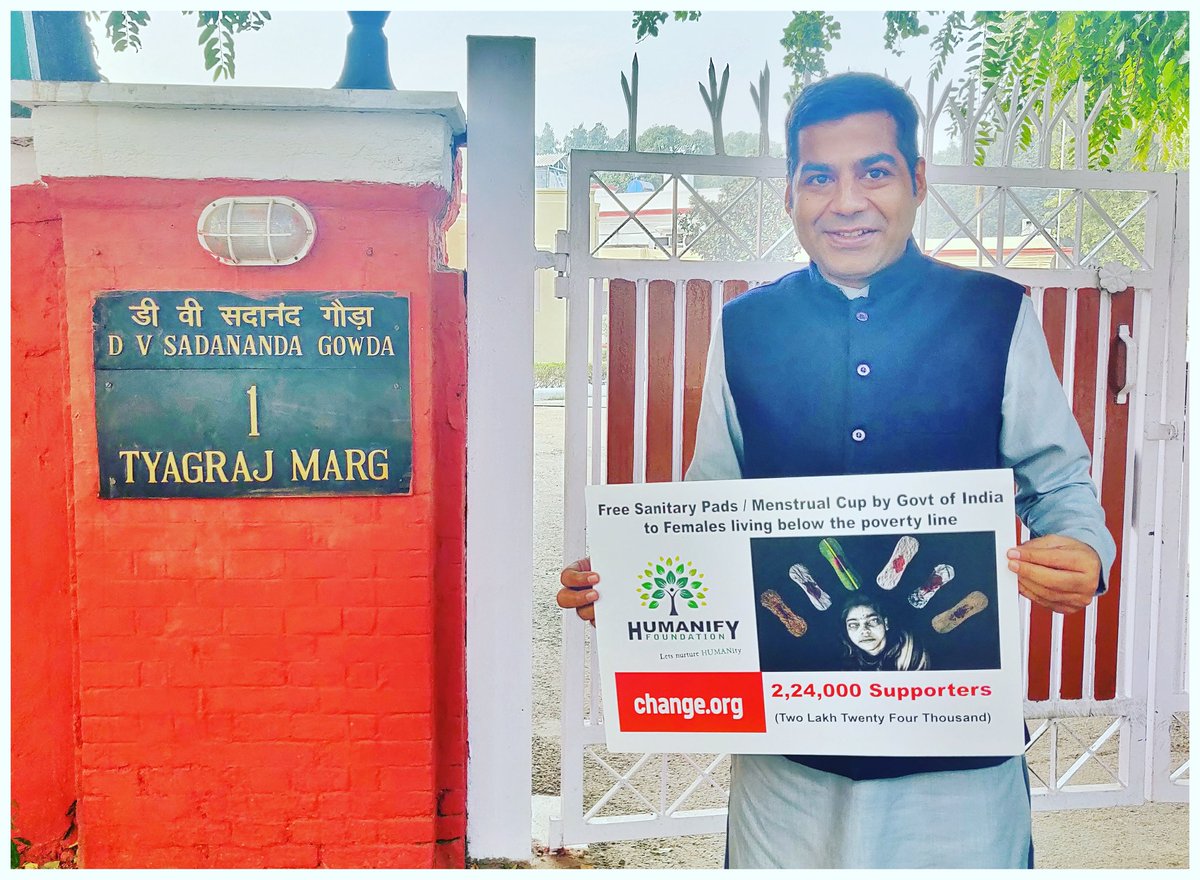 डी वी सदानंद गौड़ा
D V SADANANDA GOWDA
1
TYAGRAJ MARG
Free Sanitary Pads / Menstrual Cup by Govt of India
to Females living below the poverty line
HUMANIFY
FOUNDATION
Lets nurture HUMANity
change.org
2,24,000 Supporters
(Two Lakh Twenty Four Thousand)